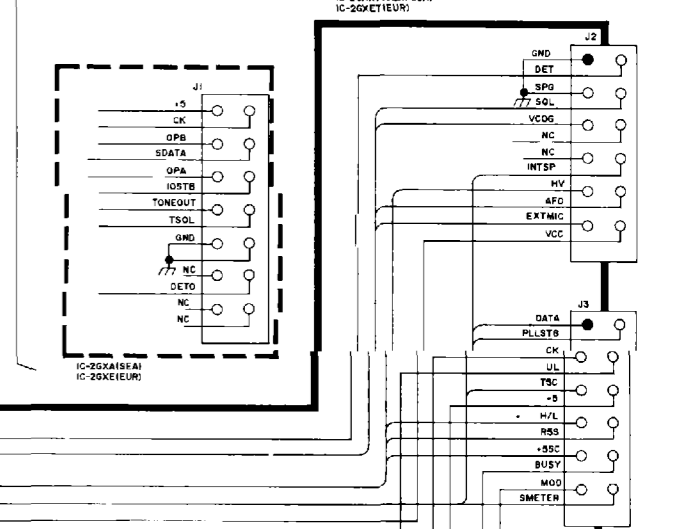 IC-2GXET(EUR)
J2
GND
DET
SPG
SQL
VCOG
NC
NC
INTSP
HV
AFO
EXTMIC
VCC
J1
+5
CK
OPB
SDATA
OPA
IOSTB
TONEOUT
TSQL
GND
NC
DETO
NC
NC
IC-2GXA(SEA)
IC-2GXE(EUR)
J3
DATA
PLLSTB
CK
UL
TSC
+5
H/L
R5S
+5SC
BUSY
MOD
SMETER